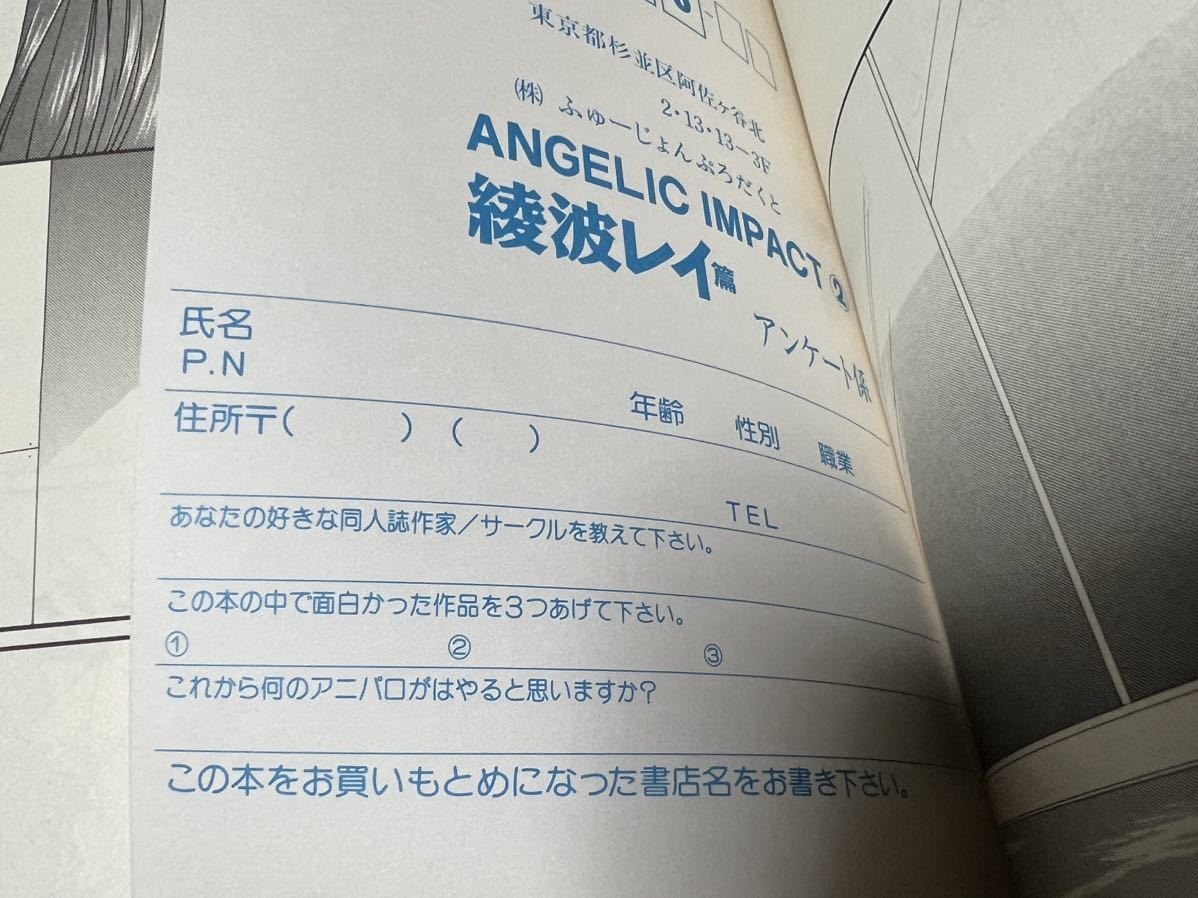 東京都杉並区阿佐ヶ谷北
2・13・13−3F
㈱ ふゅーじょんぷろだくと
ANGELIC IMPACT②
綾波レイ篇
アンケート係
氏名
P.N
年齢 性別 職業
住所〒( ) ( )
TEL
あなたの好きな同人誌作家／サークルを教えて下さい。
この本の中で面白かった作品を3つあげて下さい。
① ② ③
これから何のアニパロがはやると思いますか？
この本をお買いもとめになった書店名をお書き下さい。